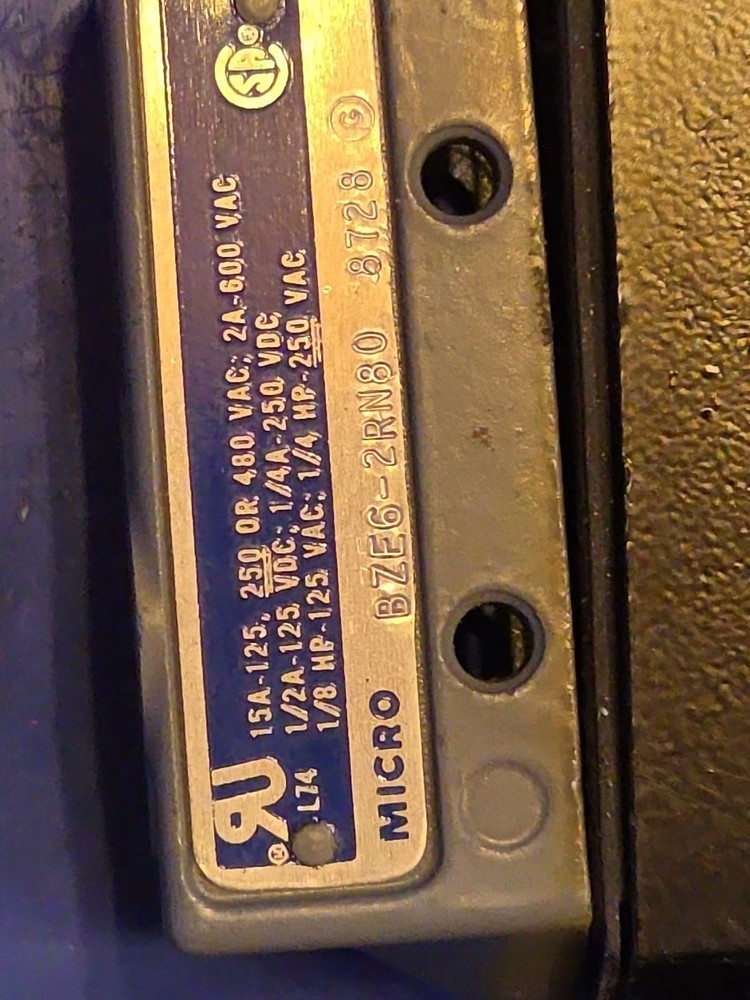 15A-125, 250 OR 480 VAC; 2A-600 VAC
1/2A-125 VDC; 1/4A-250 VDC
1/8 HP-125 VAC; 1/4 HP-250 VAC
L74
MICRO BZE6-2RN80 8728 G